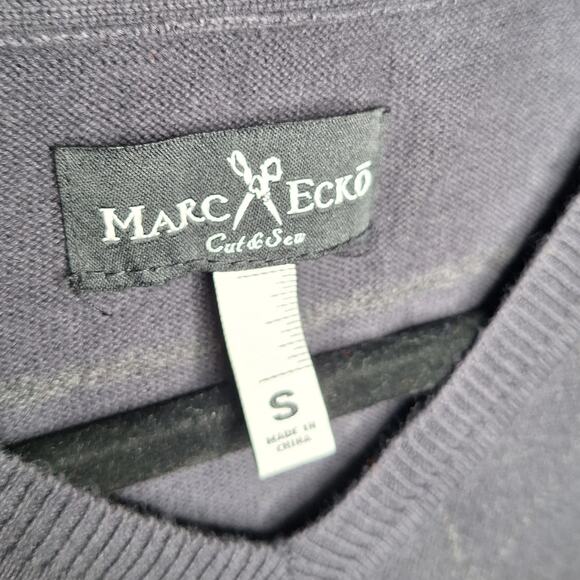 MARC ECKŌ
Cut & Sew
S
MADE IN
CHINA